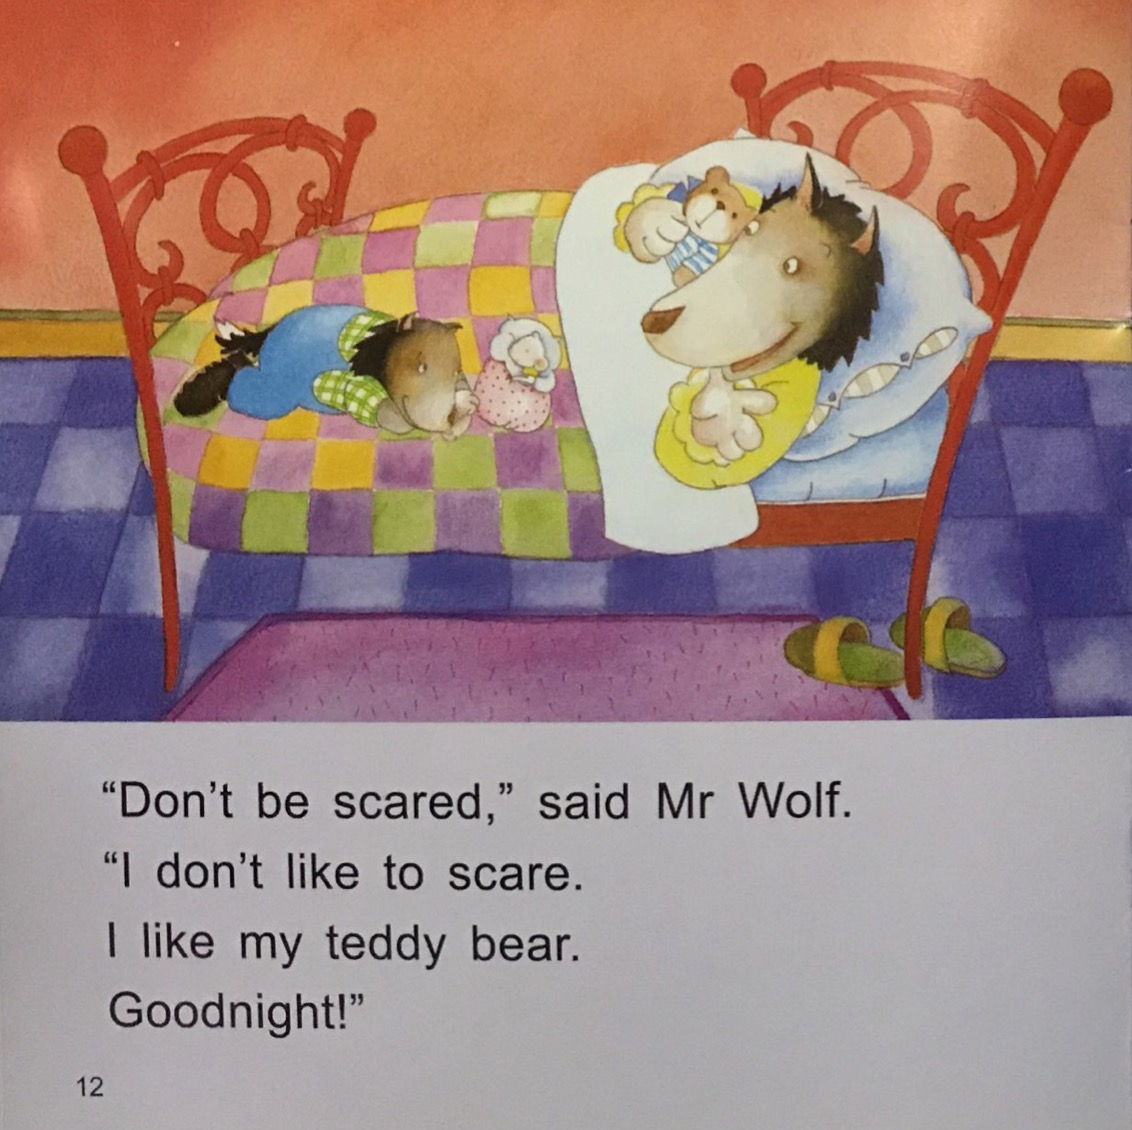 “Don’t be scared,” said Mr Wolf.
“I don’t like to scare.
I like my teddy bear.
Goodnight!”
12